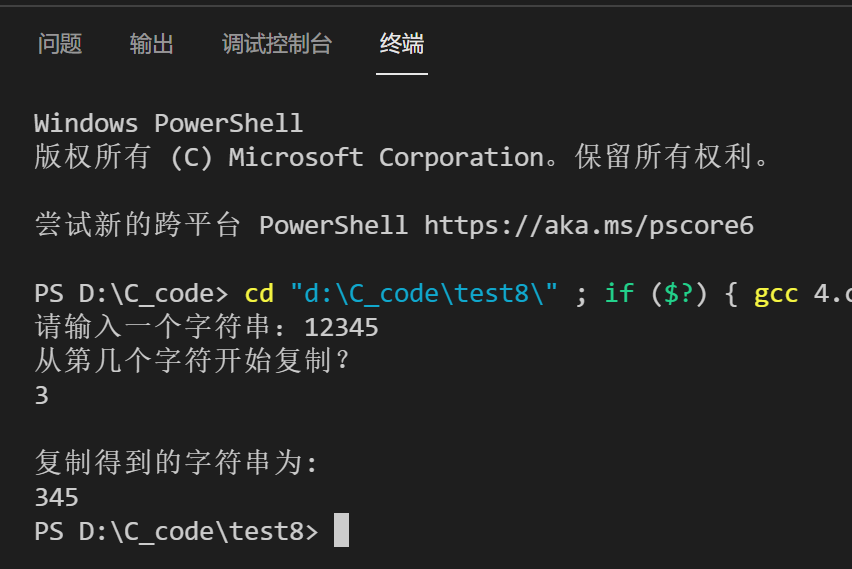 问题 输出 调试控制台 终端
Windows PowerShell
版权所有 (C) Microsoft Corporation。保留所有权利。
尝试新的跨平台 PowerShell https://aka.ms/pscore6
PS D:\C_code> cd "d:\C_code\test8\" ; if ($?) { gcc 4.c
请输入一个字符串: 12345
从第几个字符开始复制?
3
复制得到的字符串为:
345
PS D:\C_code\test8>